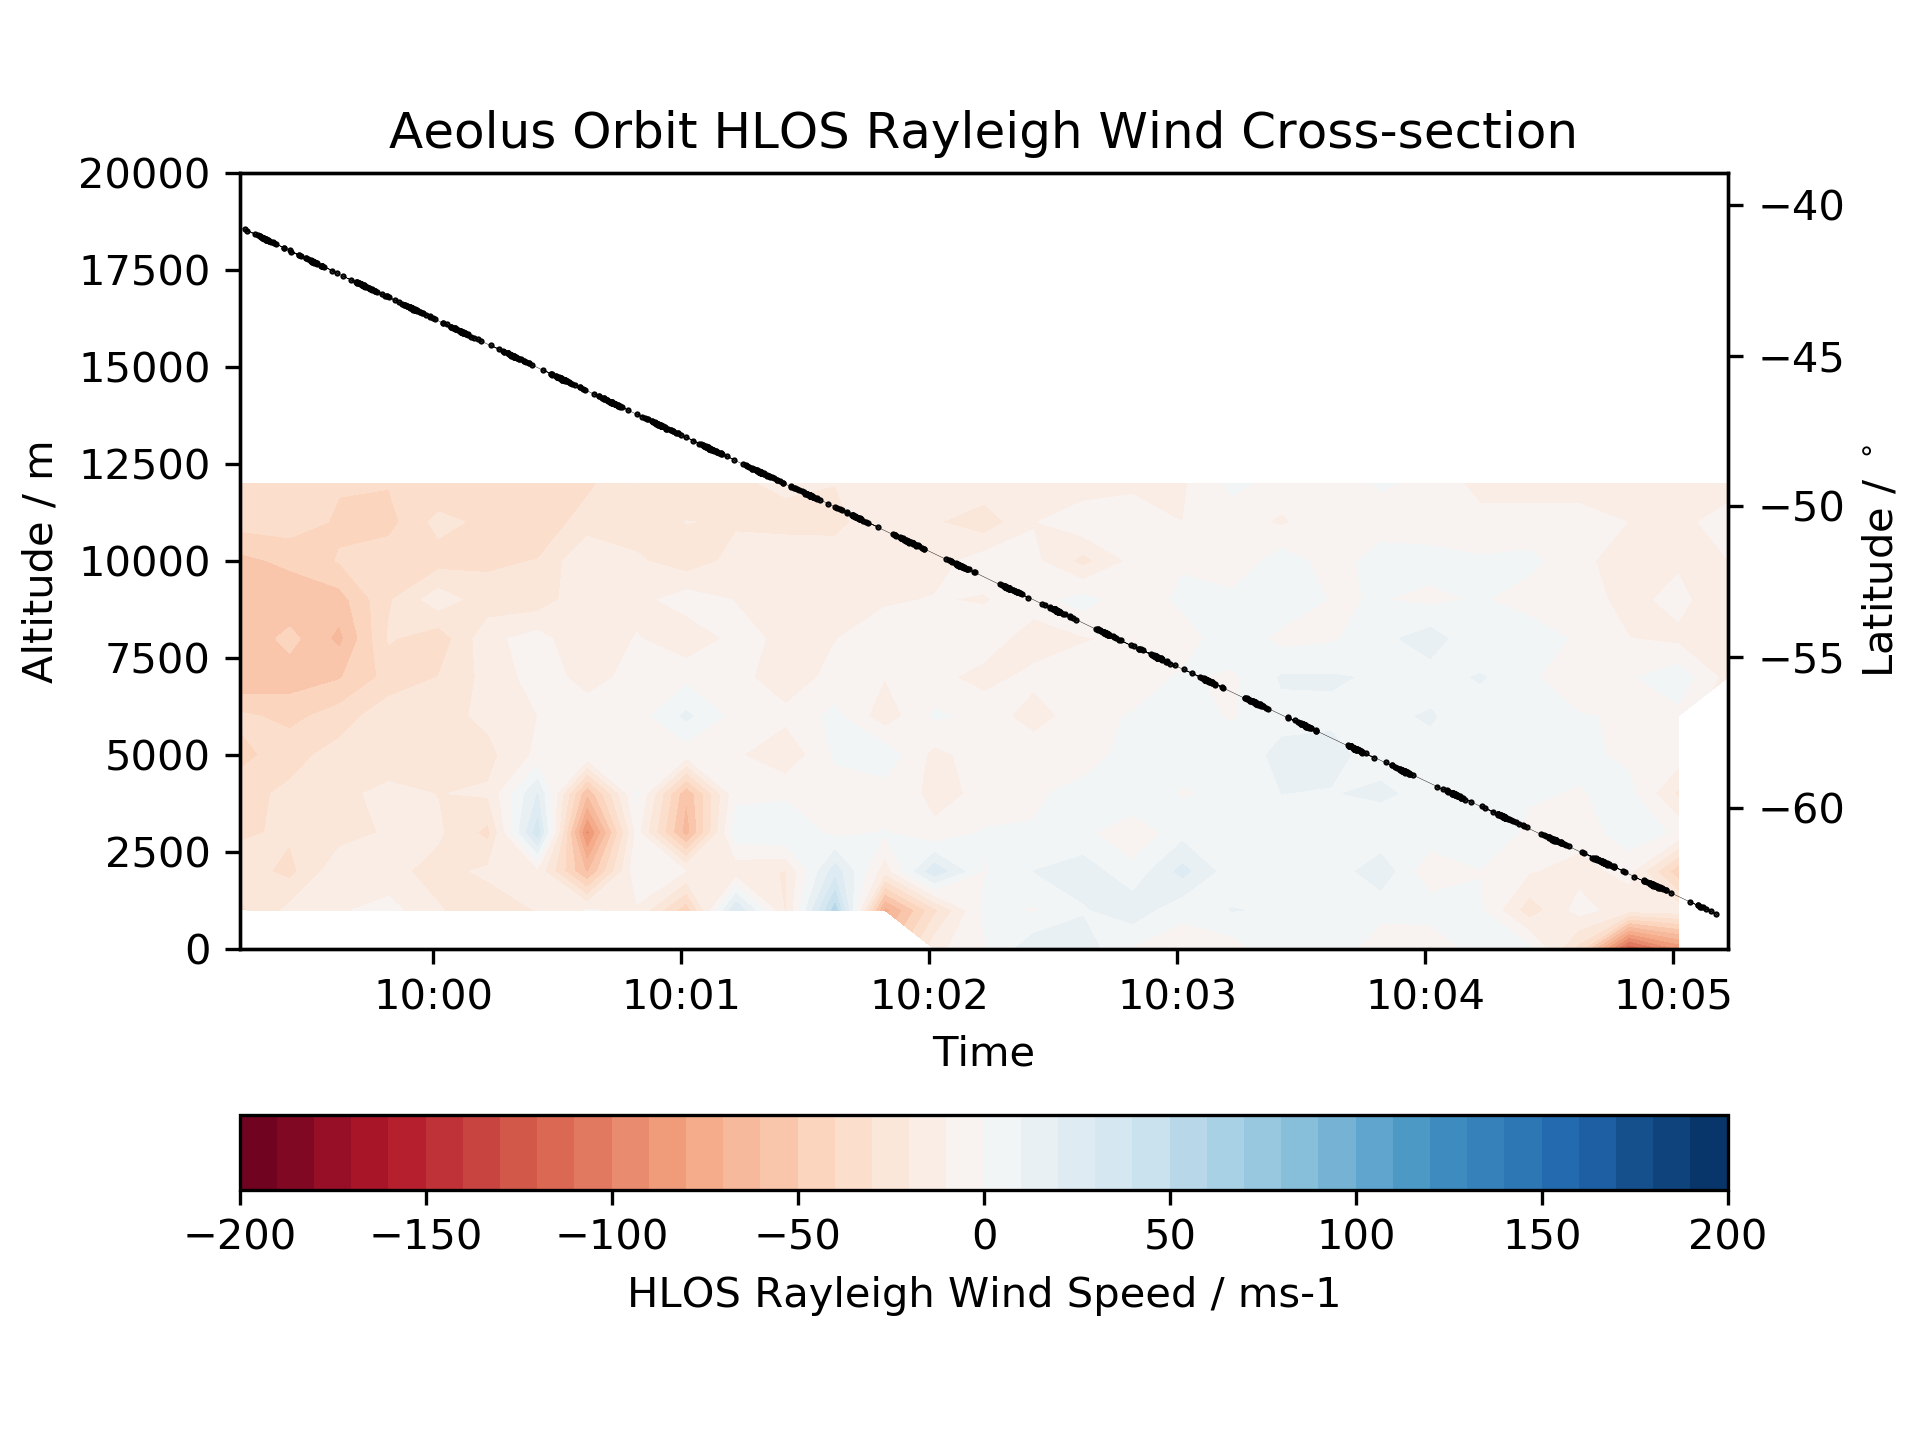 Aeolus Orbit HLOS Rayleigh Wind Cross-section
20000
17500
15000
12500
10000
7500
5000
2500
0
Altitude / m
−40
−45
−50
−55
−60
Latitude / °
10:00 10:01 10:02 10:03 10:04 10:05
Time
−200 −150 −100 −50 0 50 100 150 200
HLOS Rayleigh Wind Speed / ms-1